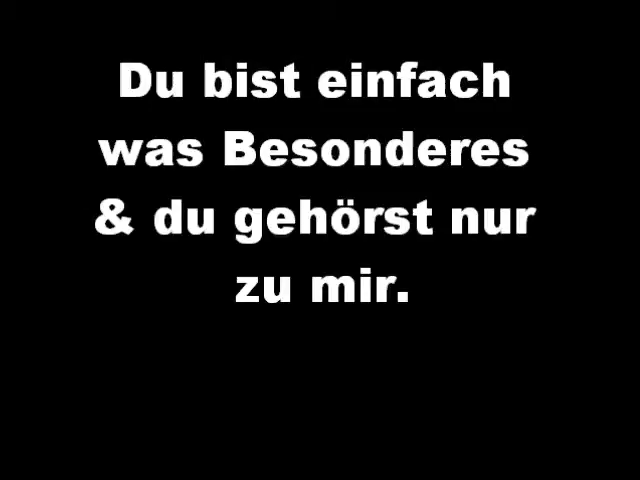 Du bist einfach
was Besonderes
& du gehörst nur
zu mir.